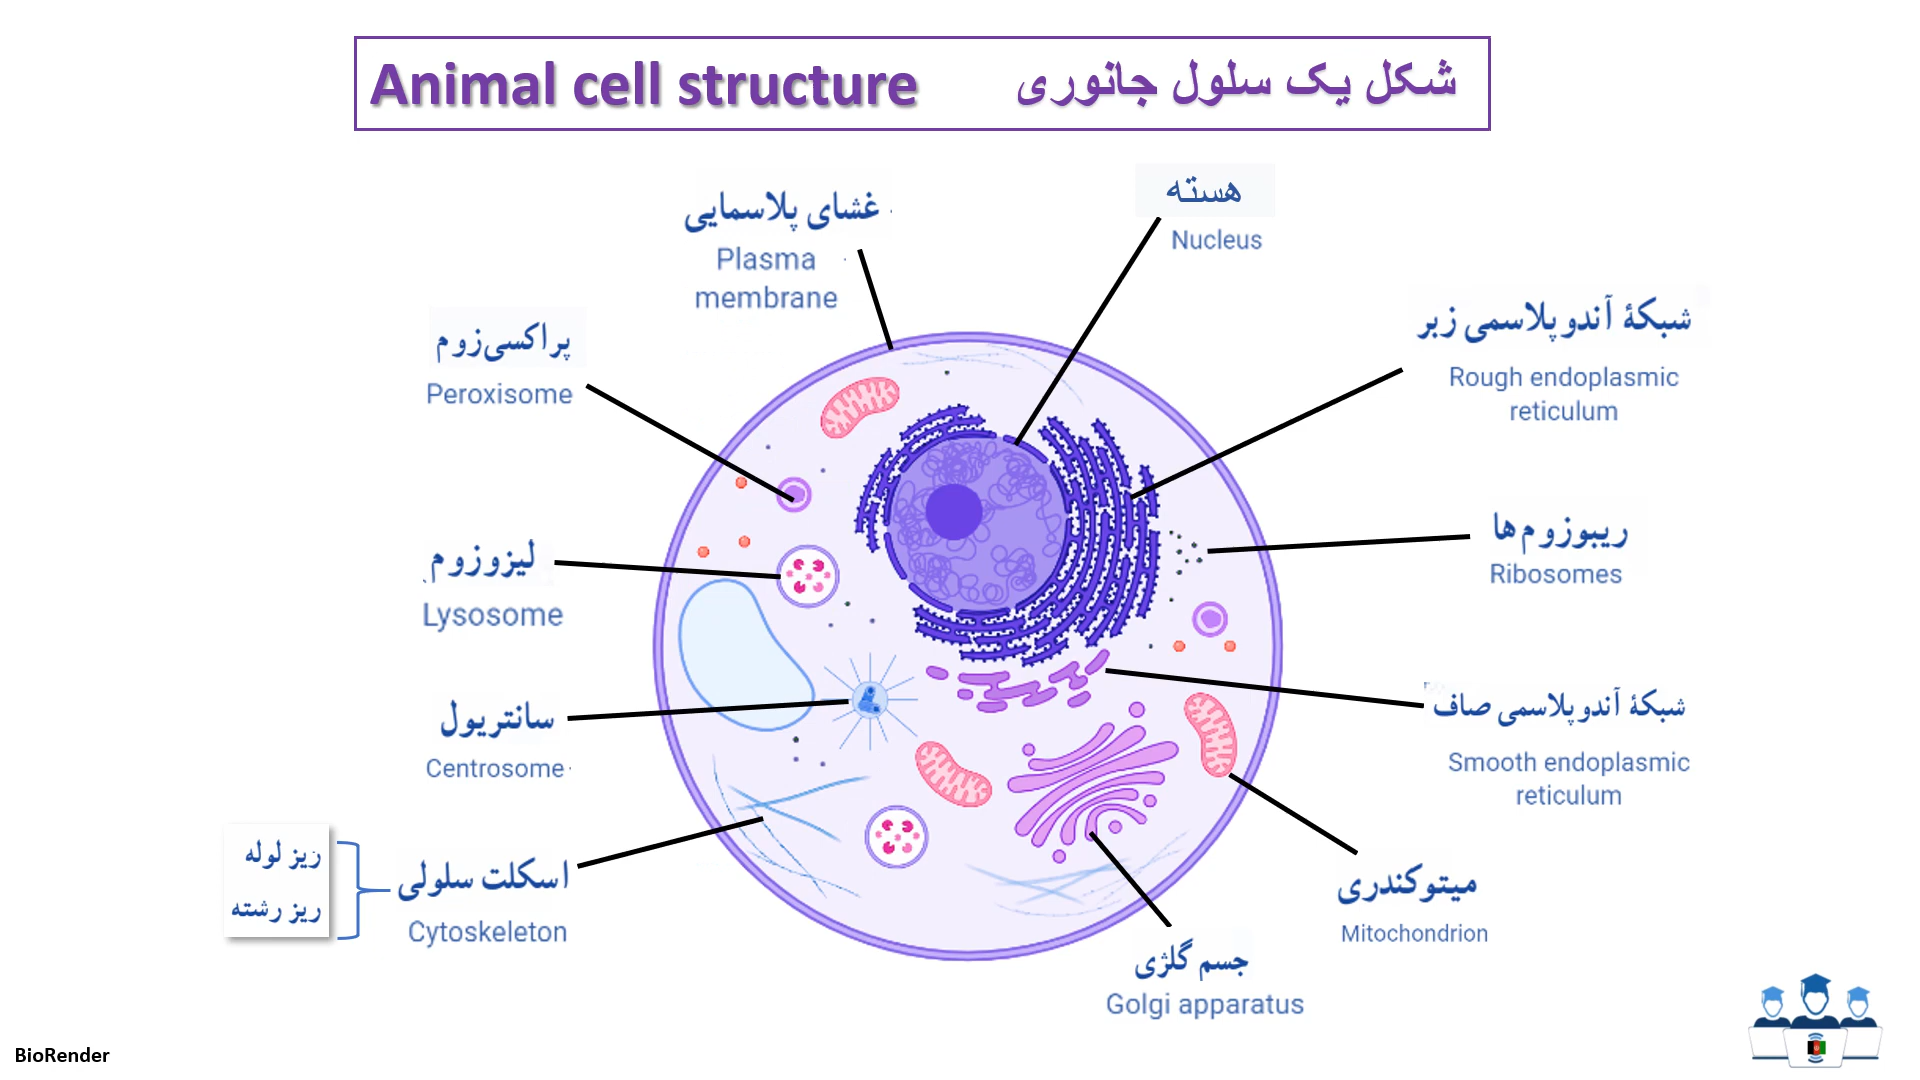 Animal cell structure
شکل یک سلول جانوری
غشای پلاسمایی
Plasma
membrane
هسته
Nucleus
پراکسی‌زوم
Peroxisome
شبکهٔ آندوپلاسمی زبر
Rough endoplasmic
reticulum
لیزوزوم
Lysosome
ریبوزوم‌ها
Ribosomes
سانتریول
Centrosome
شبکهٔ آندوپلاسمی صاف
Smooth endoplasmic
reticulum
ریز لوله
ریز رشته
اسکلت سلولی
Cytoskeleton
میتوکندری
Mitochondrion
جسم گلژی
Golgi apparatus
BioRender